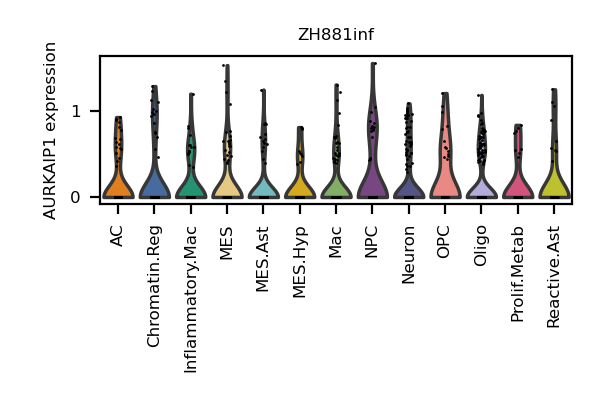 ZH881inf
AURKAIP1 expression
1
0
AC
Chromatin.Reg
Inflammatory.Mac
MES
MES.Ast
MES.Hyp
Mac
NPC
Neuron
OPC
Oligo
Prolif.Metab
Reactive.Ast